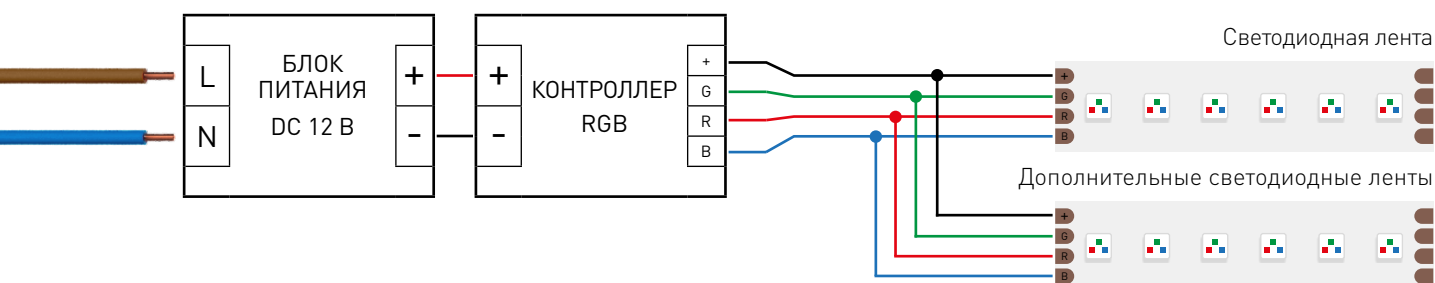 Светодиодная лента
L
N
БЛОК
ПИТАНИЯ
DC 12 В
+
-
+
-
КОНТРОЛЛЕР
RGB
+
G
R
B
+
G
R
B
Дополнительные светодиодные ленты
+
G
R
B